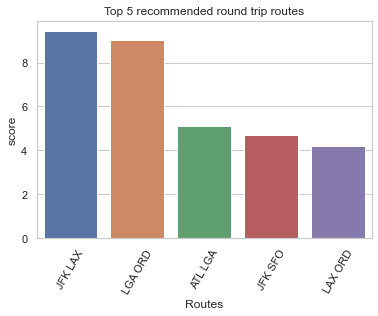 Top 5 recommended round trip routes
score
8
6
4
2
0
JFK LAX
LGA ORD
ATL LGA
JFK SFO
LAX ORD
Routes